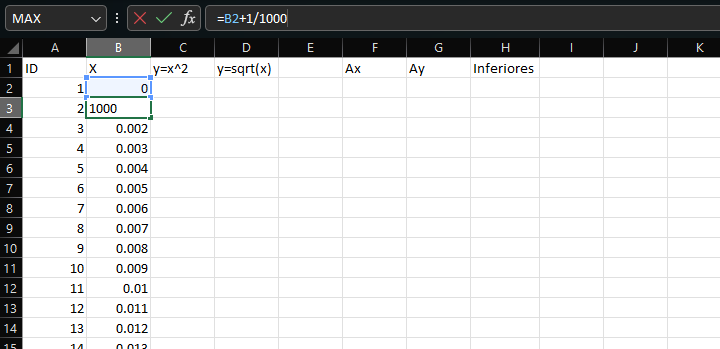 MAX =B2+1/1000
A B C D E F G H I J K
1 ID X y=x^2 y=sqrt(x) Ax Ay Inferiores
2 1 0
3 2 1000
4 3 0.002
5 4 0.003
6 5 0.004
7 6 0.005
8 7 0.006
9 8 0.007
10 9 0.008
11 10 0.009
12 11 0.01
13 12 0.011
14 13 0.012
15 14 0.013